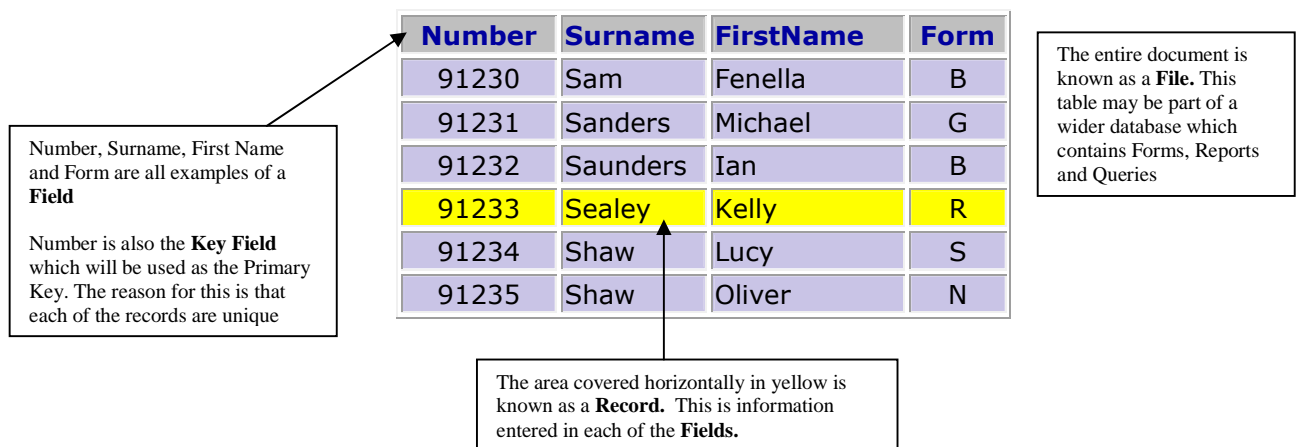 Number Surname FirstName Form
91230 Sam Fenella B
91231 Sanders Michael G
91232 Saunders Ian B
91233 Sealey Kelly R
91234 Shaw Lucy S
91235 Shaw Oliver N
Number, Surname, First Name
and Form are all examples of a
Field
Number is also the Key Field
which will be used as the Primary
Key. The reason for this is that
each of the records are unique
The entire document is
known as a File. This
table may be part of a
wider database which
contains Forms, Reports
and Queries
The area covered horizontally in yellow is
known as a Record. This is information
entered in each of the Fields.